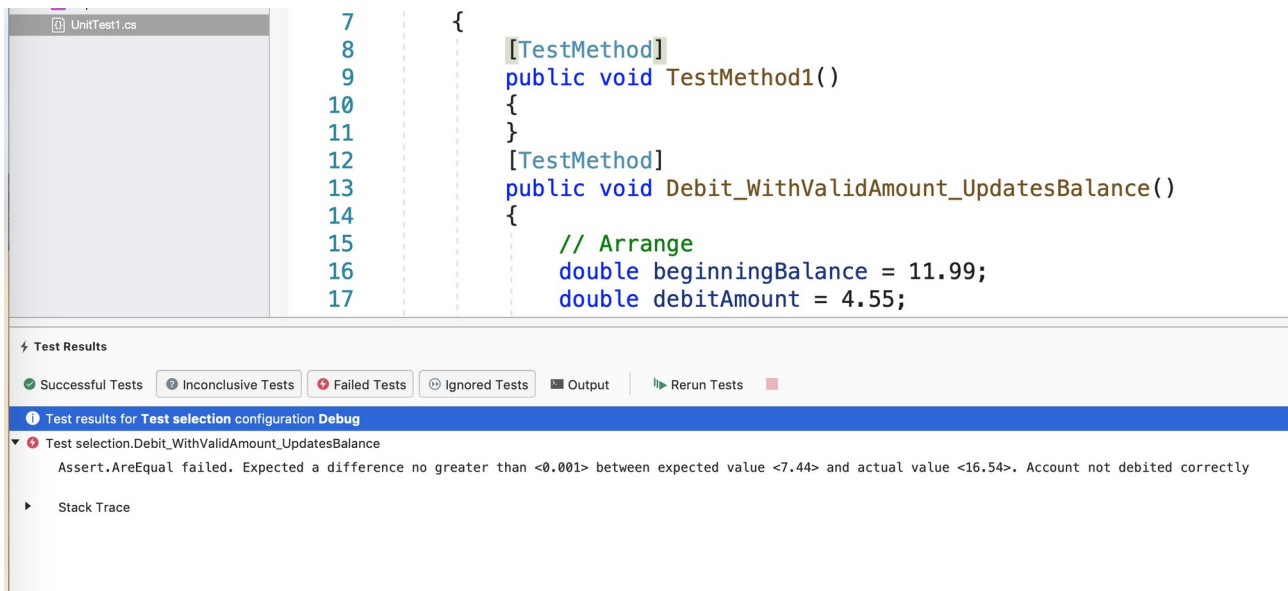 UnitTest1.cs
7 {
8 [TestMethod]
9 public void TestMethod1()
10 {
11 }
12 [TestMethod]
13 public void Debit_WithValidAmount_UpdatesBalance()
14 {
15 // Arrange
16 double beginningBalance = 11.99;
17 double debitAmount = 4.55;
Test Results
Successful Tests Inconclusive Tests Failed Tests Ignored Tests Output Rerun Tests
Test results for Test selection configuration Debug
Test selection.Debit_WithValidAmount_UpdatesBalance
Assert.AreEqual failed. Expected a difference no greater than <0.001> between expected value <7.44> and actual value <16.54>. Account not debited correctly
Stack Trace